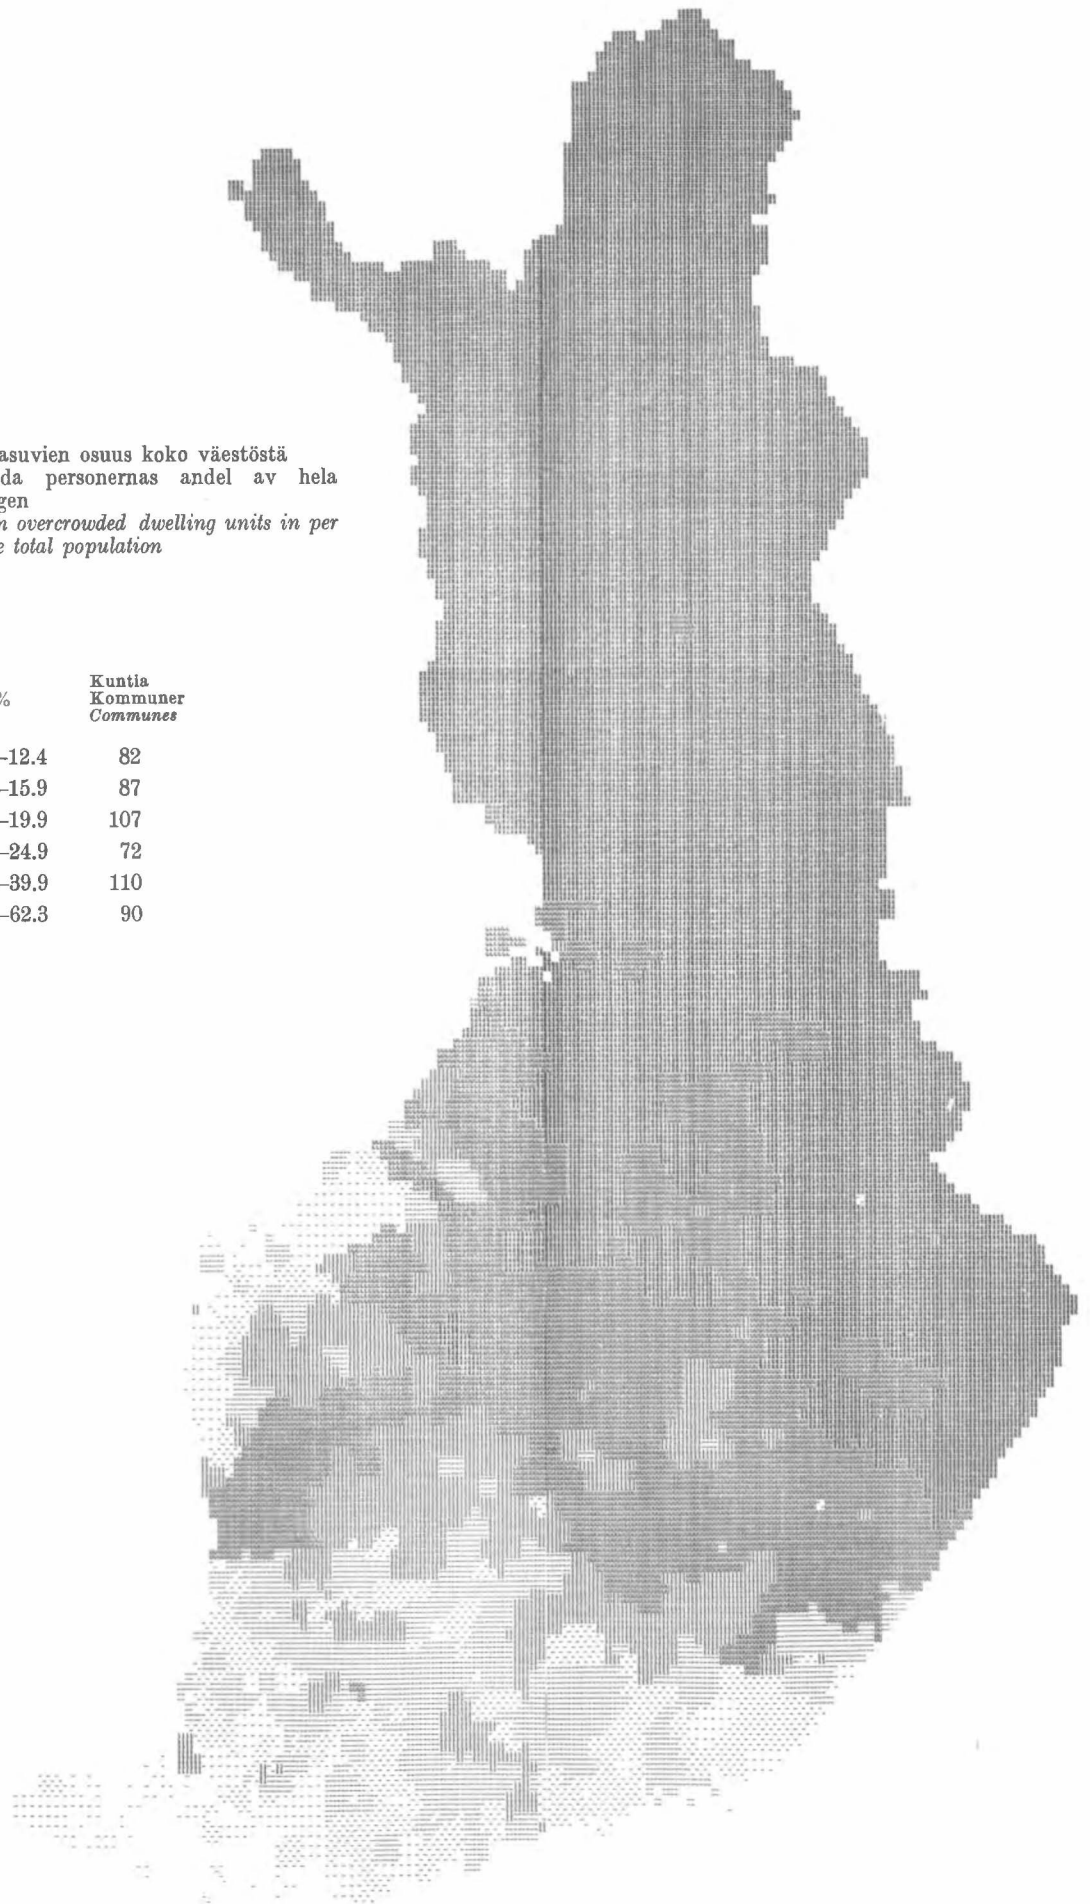 asuvien osuus koko väestöstä
da personernas andel av hela
gen
n overcrowded dwelling units in per
e total population
% Kuntia
Kommuner
Communes
–12.4 82
–15.9 87
–19.9 107
–24.9 72
–39.9 110
–62.3 90